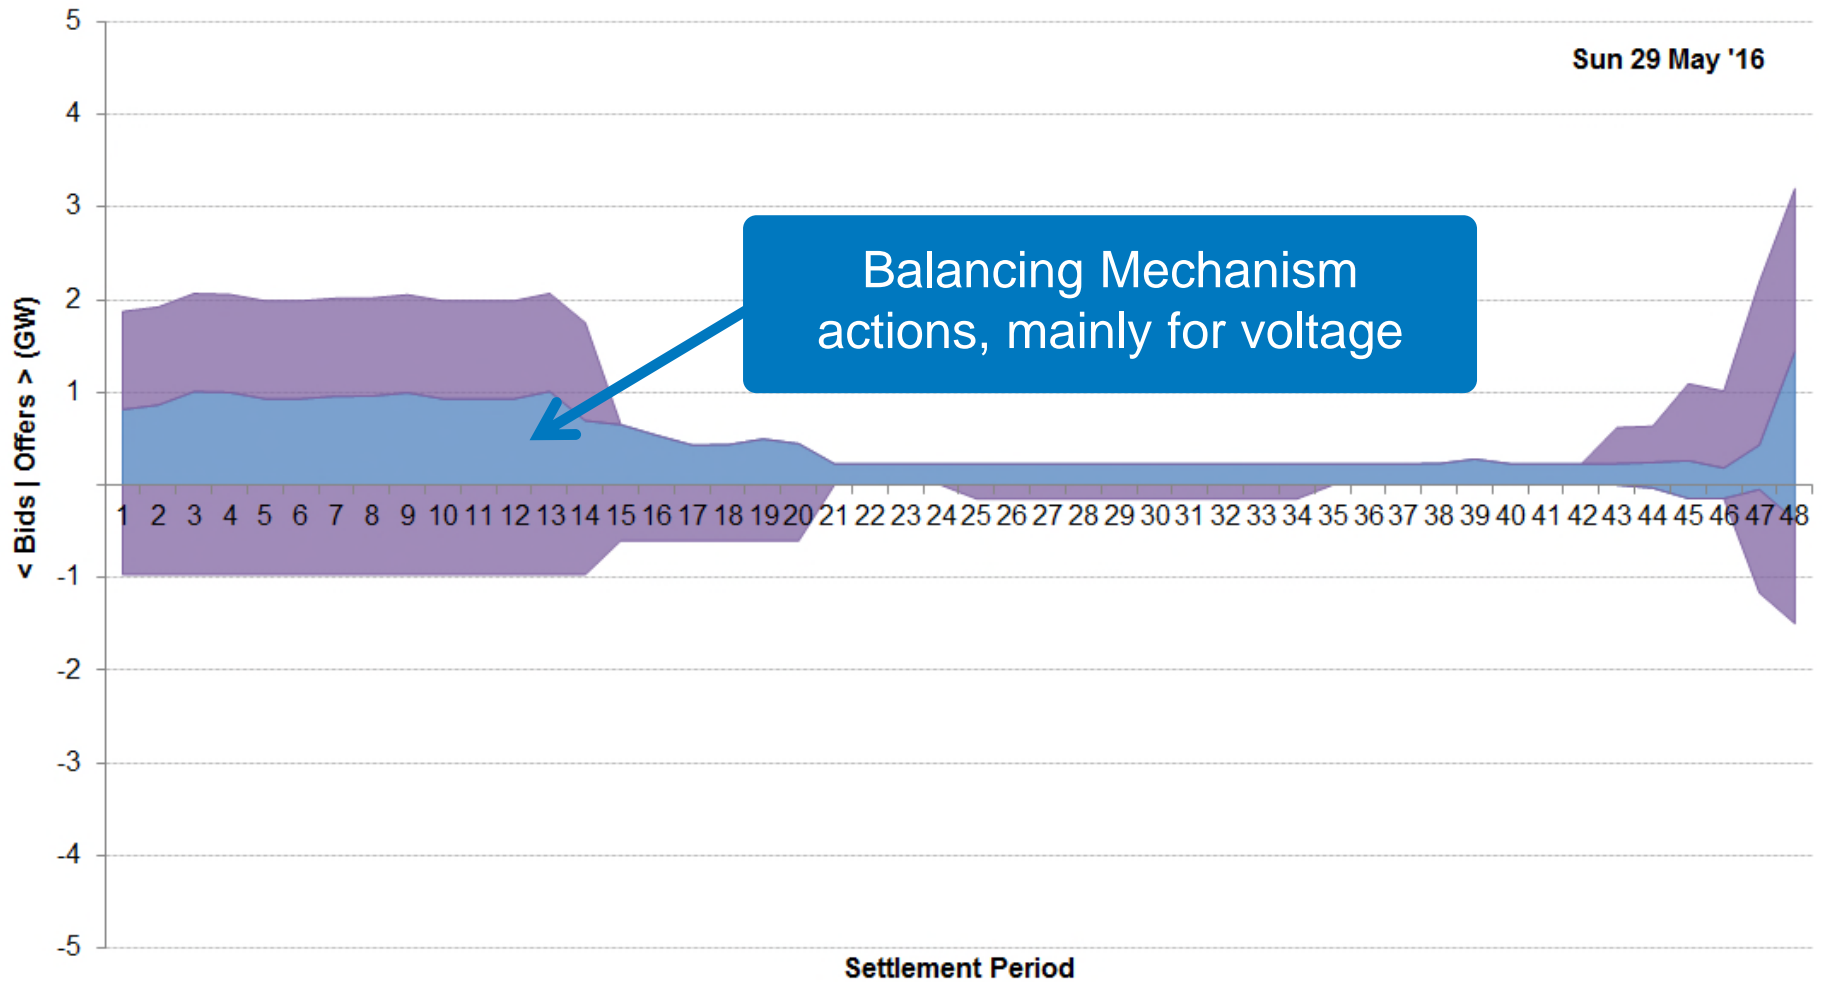 5
Sun 29 May '16
4
3
Balancing Mechanism
actions, mainly for voltage
2
1
< Bids | Offers > (GW)
1 2 3 4 5 6 7 8 9 10 11 12 13 14 15 16 17 18 19 20 21 22 23 24 25 26 27 28 29 30 31 32 33 34 35 36 37 38 39 40 41 42 43 44 45 46 47 48
-1
-2
-3
-4
-5
Settlement Period